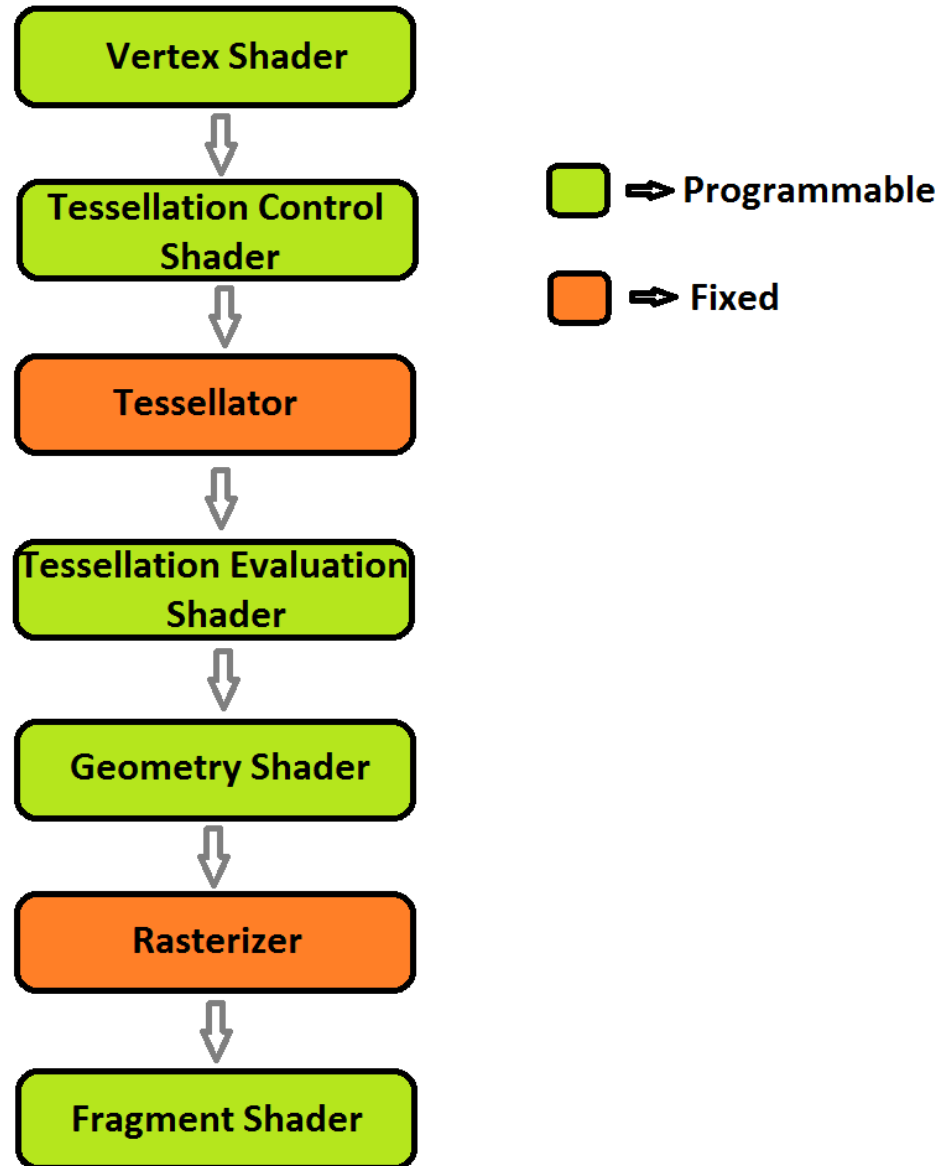 Vertex Shader
Tessellation Control
Shader
Tessellator
Tessellation Evaluation
Shader
Geometry Shader
Rasterizer
Fragment Shader
Programmable
Fixed